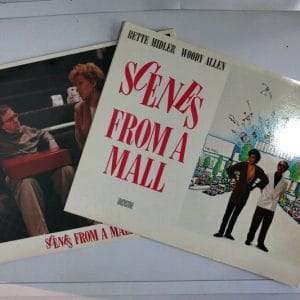 BETTE MIDLER WOODY ALLEN
SCENES
FROM A
MALL
SCENES FROM A MALL